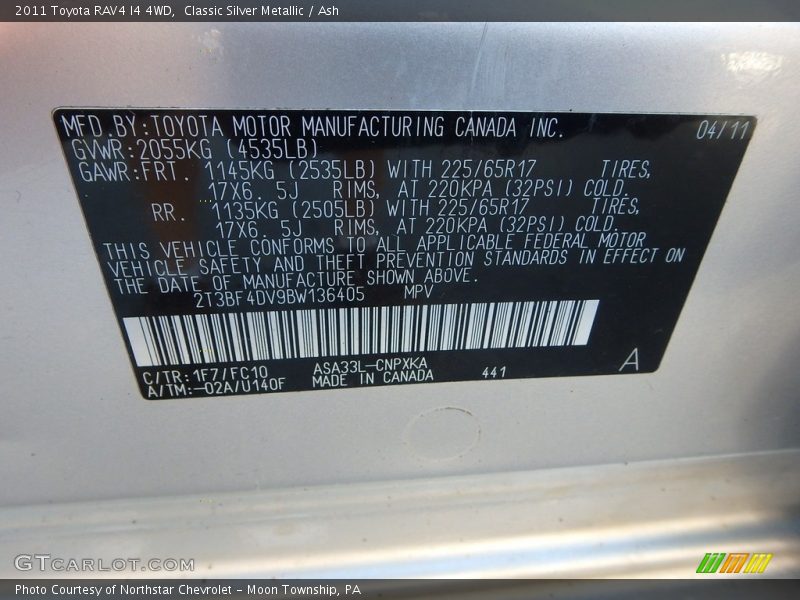 2011 Toyota RAV4 I4 4WD,  Classic Silver Metallic / Ash
MFD.BY:TOYOTA MOTOR MANUFACTURING CANADA INC. 04/11
GVWR:2055KG (4535LB)
GAWR:FRT. 1145KG (2535LB) WITH 225/65R17 TIRES,
17X6. 5J RIMS, AT 220KPA (32PSI) COLD.
RR. 1135KG (2505LB) WITH 225/65R17 TIRES,
17X6. 5J RIMS, AT 220KPA (32PSI) COLD.
THIS VEHICLE CONFORMS TO ALL APPLICABLE FEDERAL MOTOR
VEHICLE SAFETY AND THEFT PREVENTION STANDARDS IN EFFECT ON
THE DATE OF MANUFACTURE SHOWN ABOVE.
2T3BF4DV9BW136405 MPV
C/TR:1F7/FC10 ASA33L-CNPXKA
A/TM:-02A/U140F MADE IN CANADA 441 A
GTCARLOT.COM
Photo Courtesy of Northstar Chevrolet - Moon Township, PA